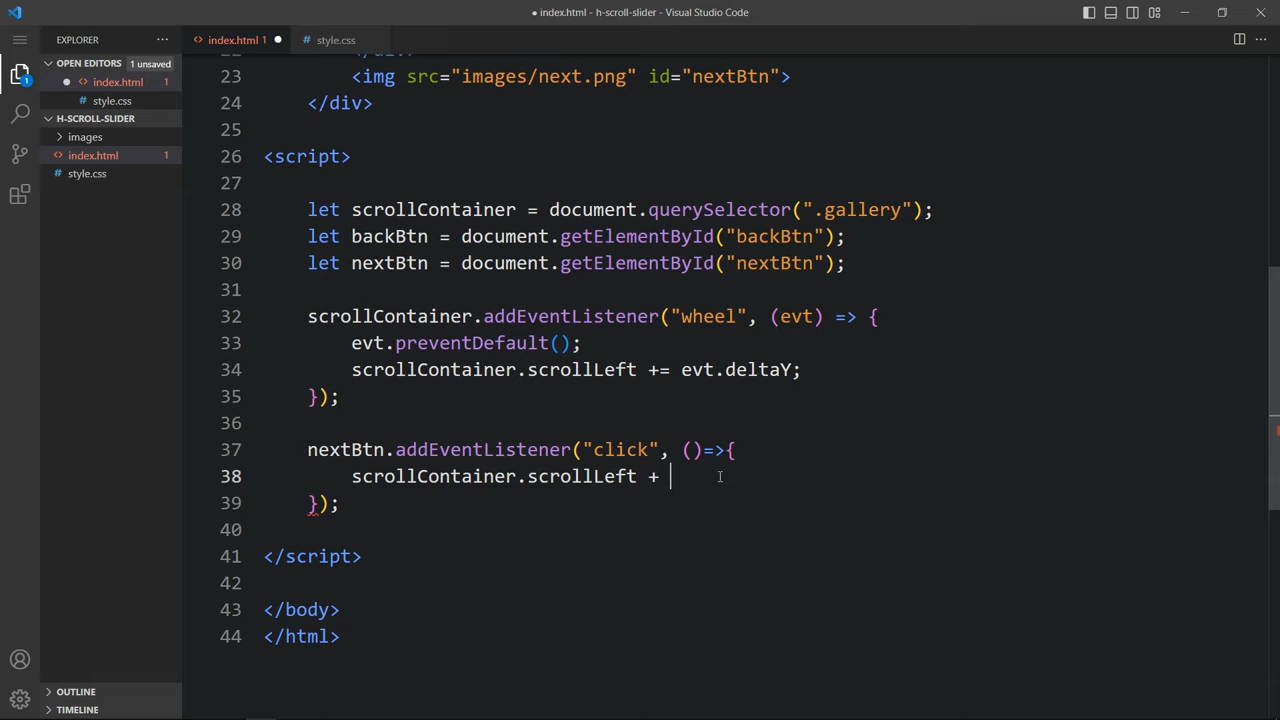 ● index.html - h-scroll-slider - Visual Studio Code
EXPLORER
index.html 1
style.css
OPEN EDITORS 1 unsaved
index.html 1
style.css
H-SCROLL-SLIDER
images
index.html 1
style.css
OUTLINE
TIMELINE
1
22 </div>
23 <img src="images/next.png" id="nextBtn">
24 </div>
25
26 <script>
27
28 let scrollContainer = document.querySelector(".gallery");
29 let backBtn = document.getElementById("backBtn");
30 let nextBtn = document.getElementById("nextBtn");
31
32 scrollContainer.addEventListener("wheel", (evt) => {
33 evt.preventDefault();
34 scrollContainer.scrollLeft += evt.deltaY;
35 });
36
37 nextBtn.addEventListener("click", ()=>{
38 scrollContainer.scrollLeft +
39 });
40
41 </script>
42
43 </body>
44 </html>